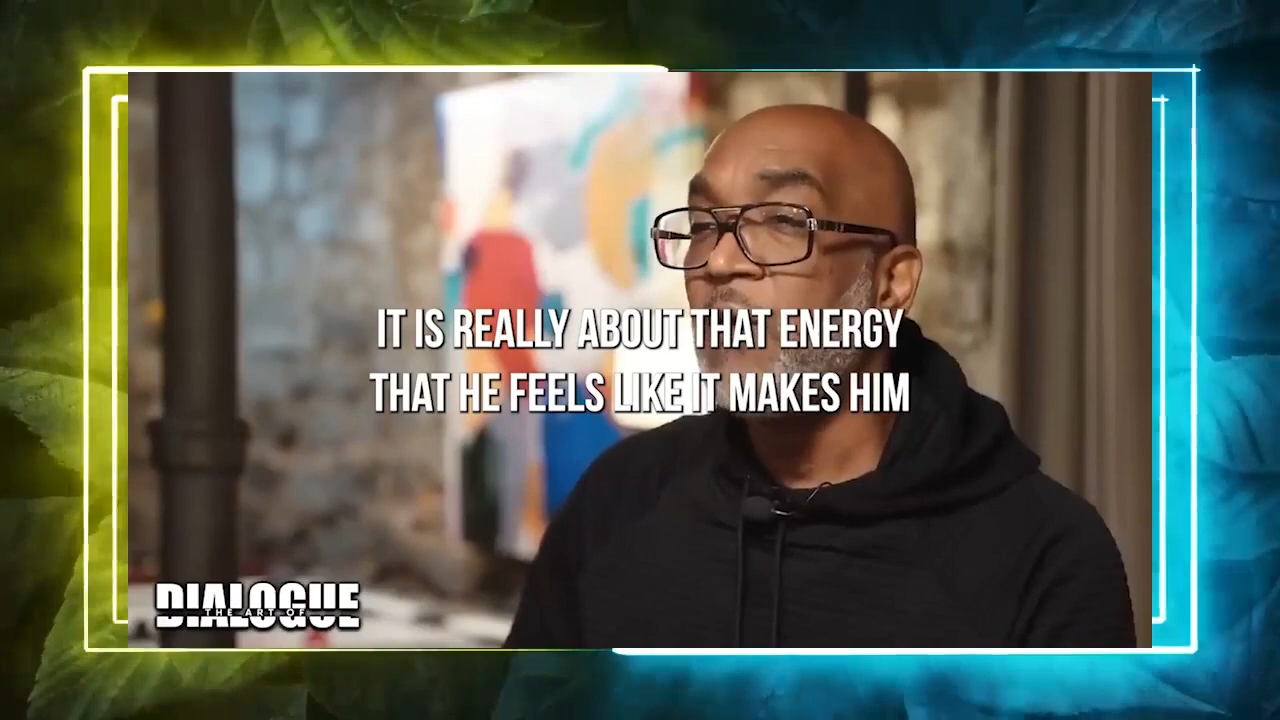 IT IS REALLY ABOUT THAT ENERGY
THAT HE FEELS LIKE IT MAKES HIM
THE ART OF
DIALOGUE